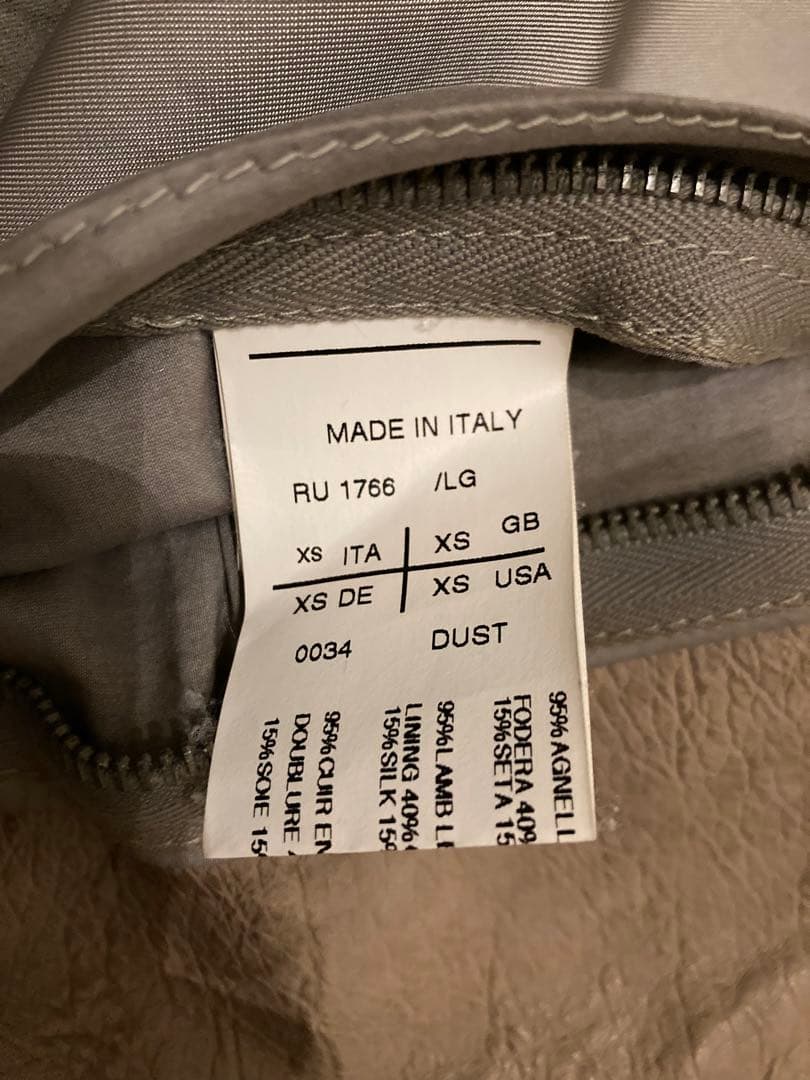 MADE IN ITALY
RU 1766 /LG
XS ITA XS GB
XS DE XS USA
0034 DUST
95% AGNELL
FODERA 40%
15% SETA 15
95% LAMB
LINING 40%
15% SILK 15
95% CUIR EN
DOUBLURE
15% SOIE 15